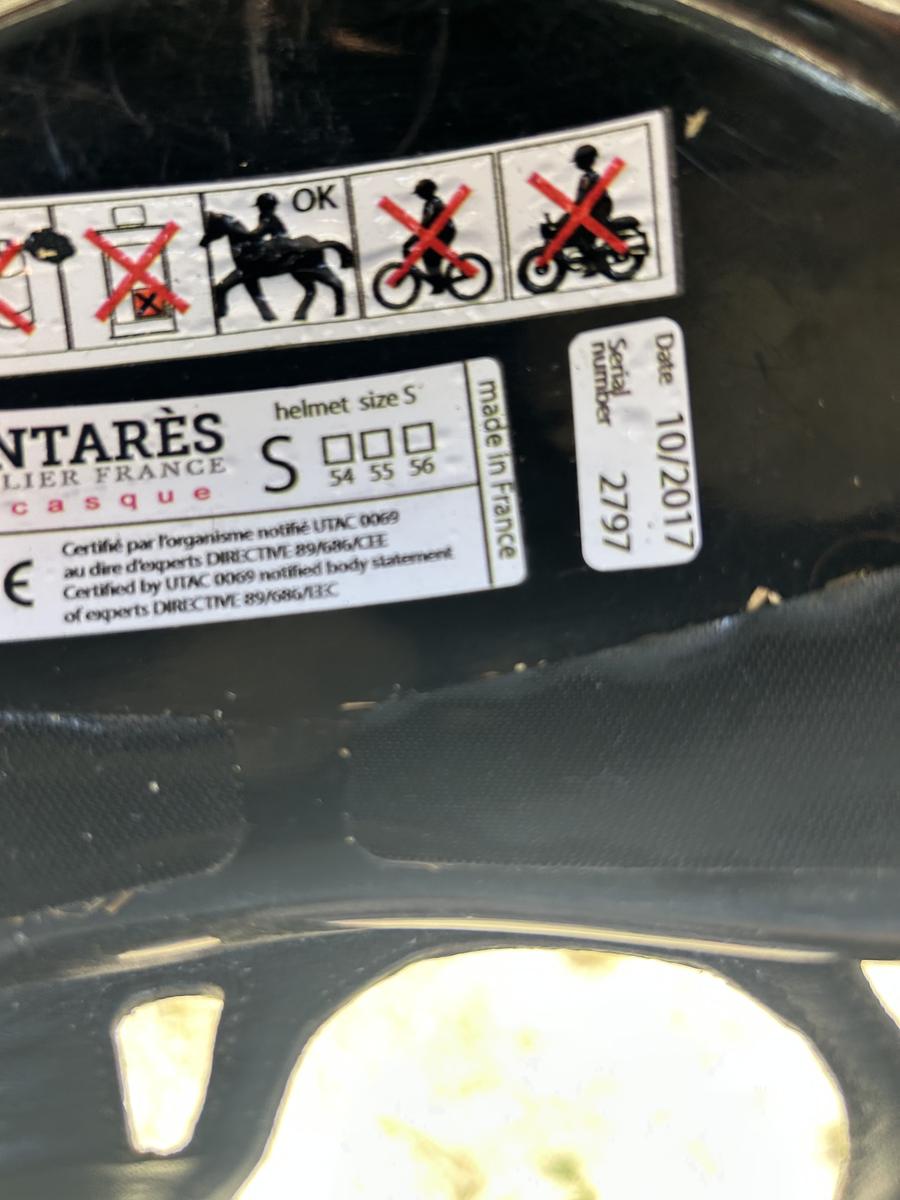 OK
NTARÈS
LIER FRANCE
casque
helmet size S
S
54 55 56
made in France
CE
Certifié par l'organisme notifié UTAC 0069
au dire d'experts DIRECTIVE 89/686/CEE
Certified by UTAC 0069 notified body statement
of experts DIRECTIVE 89/686/EEC
Date 10/2017
Serial number 2797